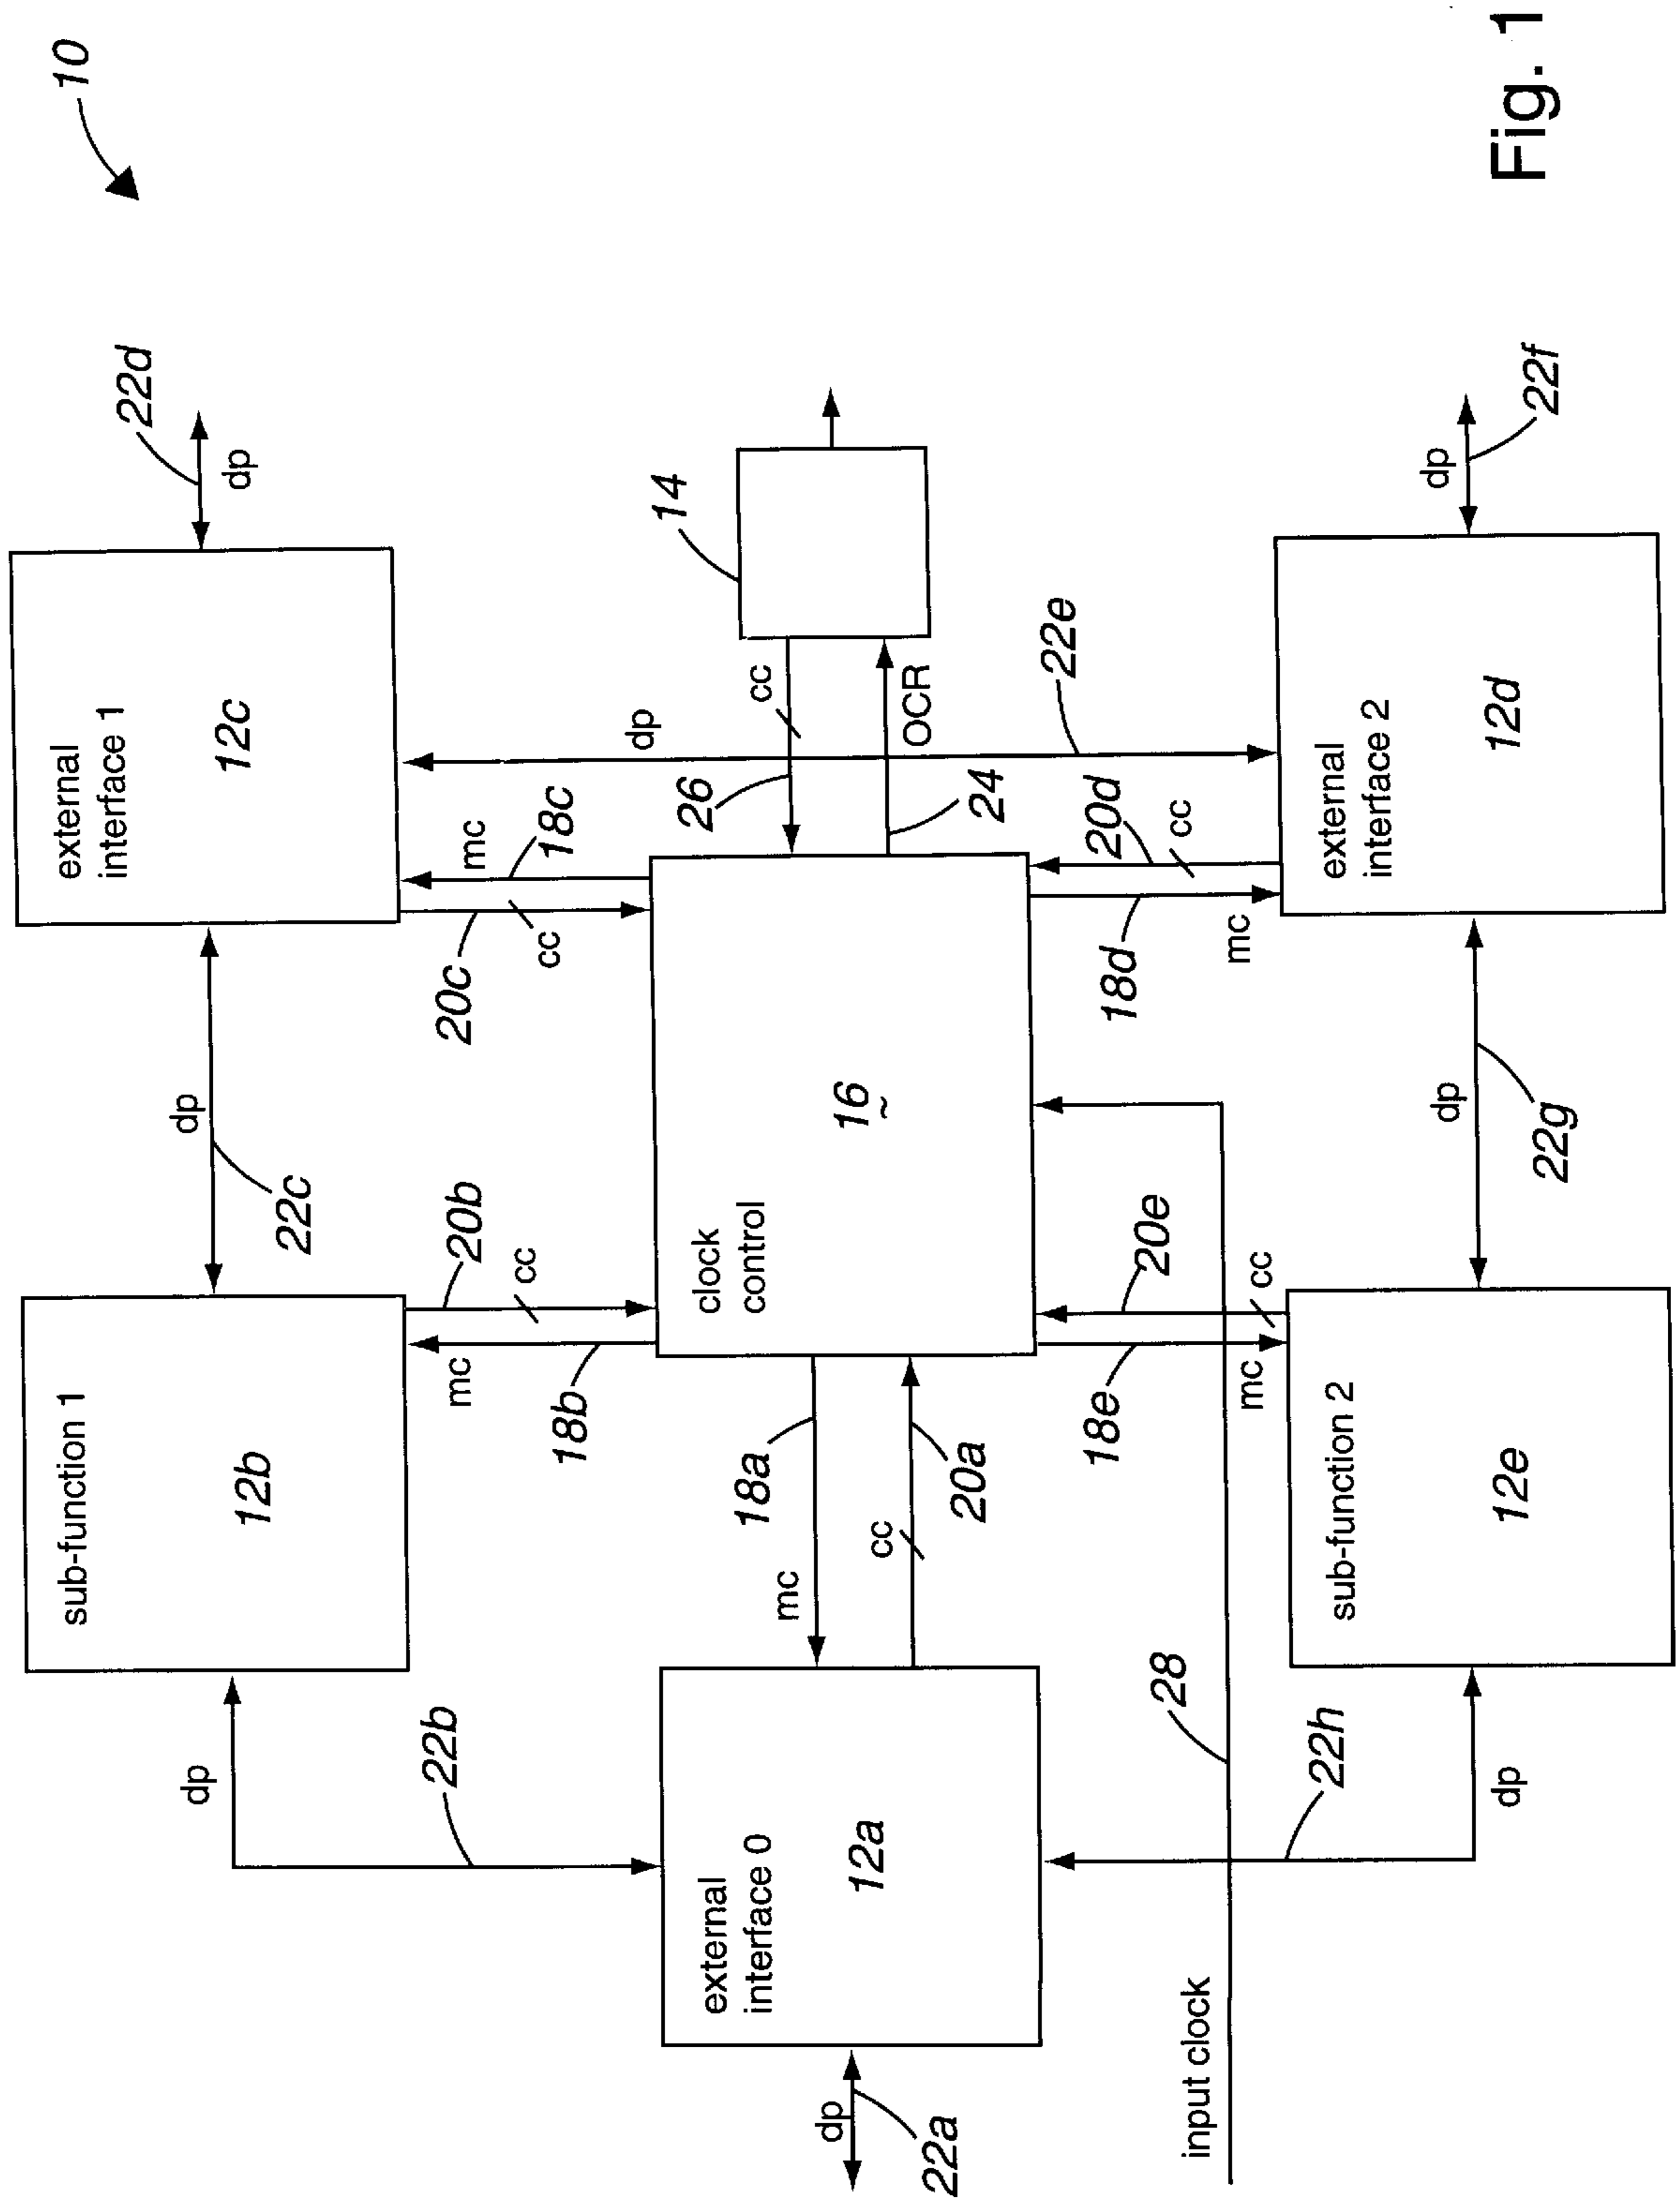 10
22d
dp
external
interface 1
12c
dp
22c
sub-function 1
12b
dp
22b
14
cc
26
OCR
24
dp
22e
mc
18c
20c
cc
20b
cc
mc
18b
clock
control
16
18a
mc
20a
cc
external
interface 0
12a
dp
22a
20d
cc
18d
mc
20e
cc
18e
mc
28
input clock
22f
dp
external
interface 2
12d
dp
22g
sub-function 2
12e
22h
dp
Fig. 1